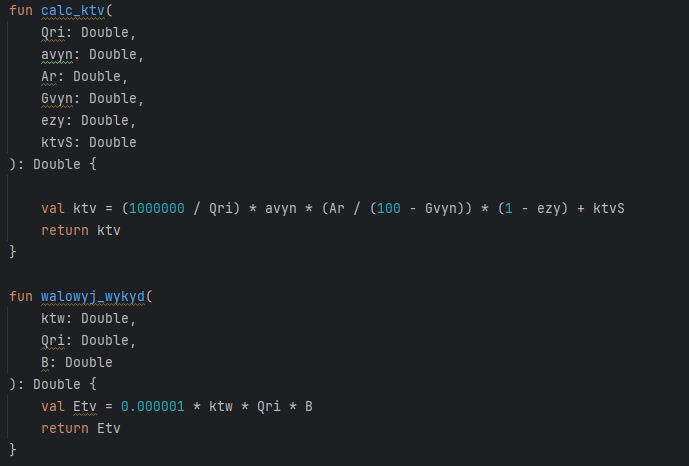 fun calc_ktv(
Qri: Double,
avyn: Double,
Ar: Double,
Gvyn: Double,
ezy: Double,
ktvS: Double
): Double {
val ktv = (1000000 / Qri) * avyn * (Ar / (100 - Gvyn)) * (1 - ezy) + ktvS
return ktv
}
fun walowyj_wykyd(
ktw: Double,
Qri: Double,
B: Double
): Double {
val Etv = 0.000001 * ktw * Qri * B
return Etv
}